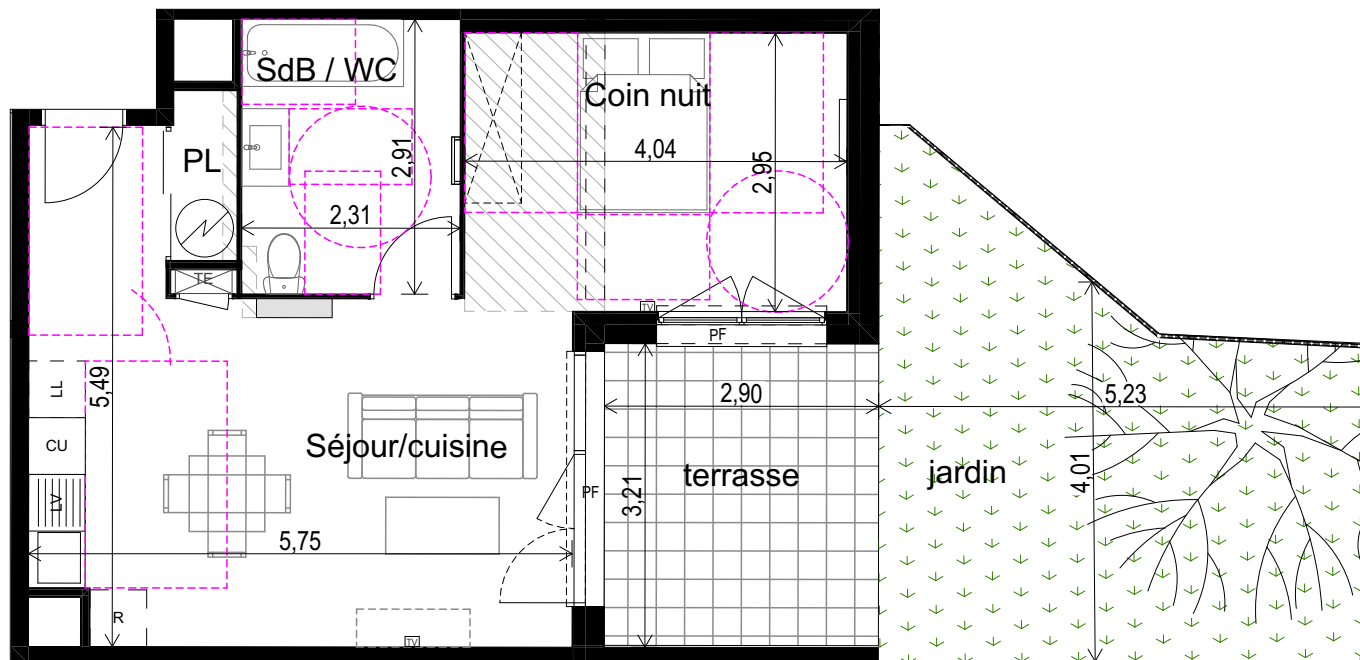 SdB / WC
Coin nuit
PL
2,91
4,04
2,95
2,31
TE
TV
PF
LL
5,49
CU
LV
Séjour/cuisine
PF
5,75
R
TV
2,90
3,21
terrasse
jardin
5,23
4,01